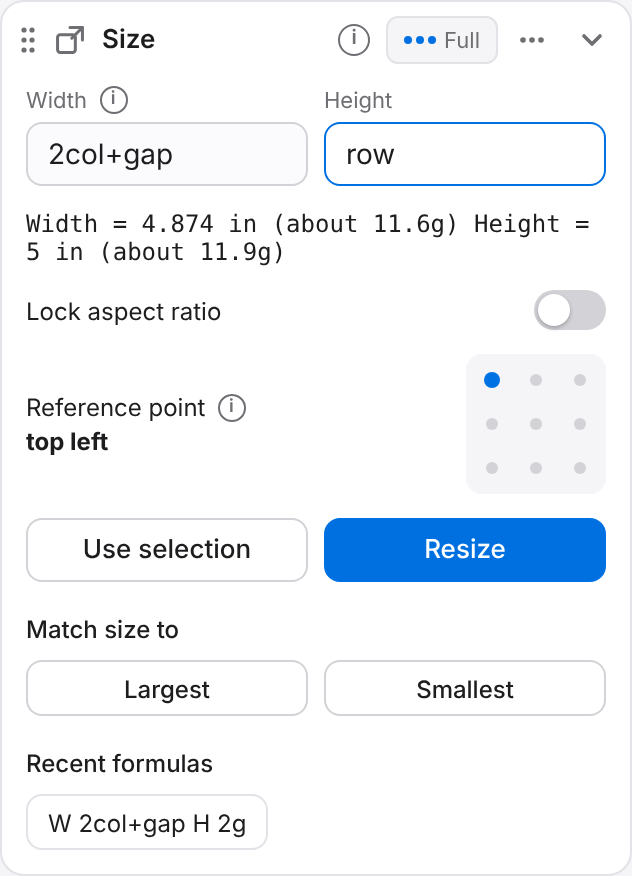 Size
Full
Width
Height
2col+gap
row
Width = 4.874 in (about 11.6g) Height =
5 in (about 11.9g)
Lock aspect ratio
Reference point
top left
Use selection
Resize
Match size to
Largest
Smallest
Recent formulas
W 2col+gap H 2g